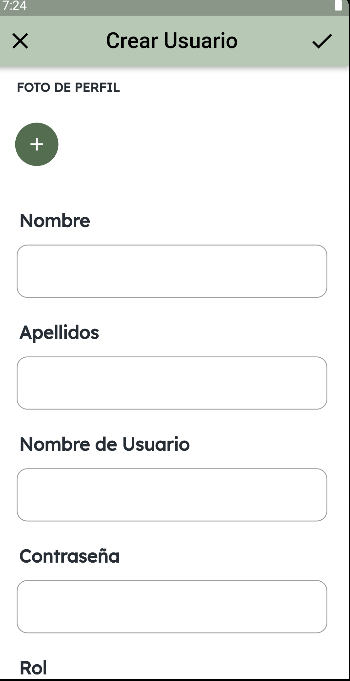 7:24
Crear Usuario
FOTO DE PERFIL
+
Nombre
Apellidos
Nombre de Usuario
Contraseña
Rol